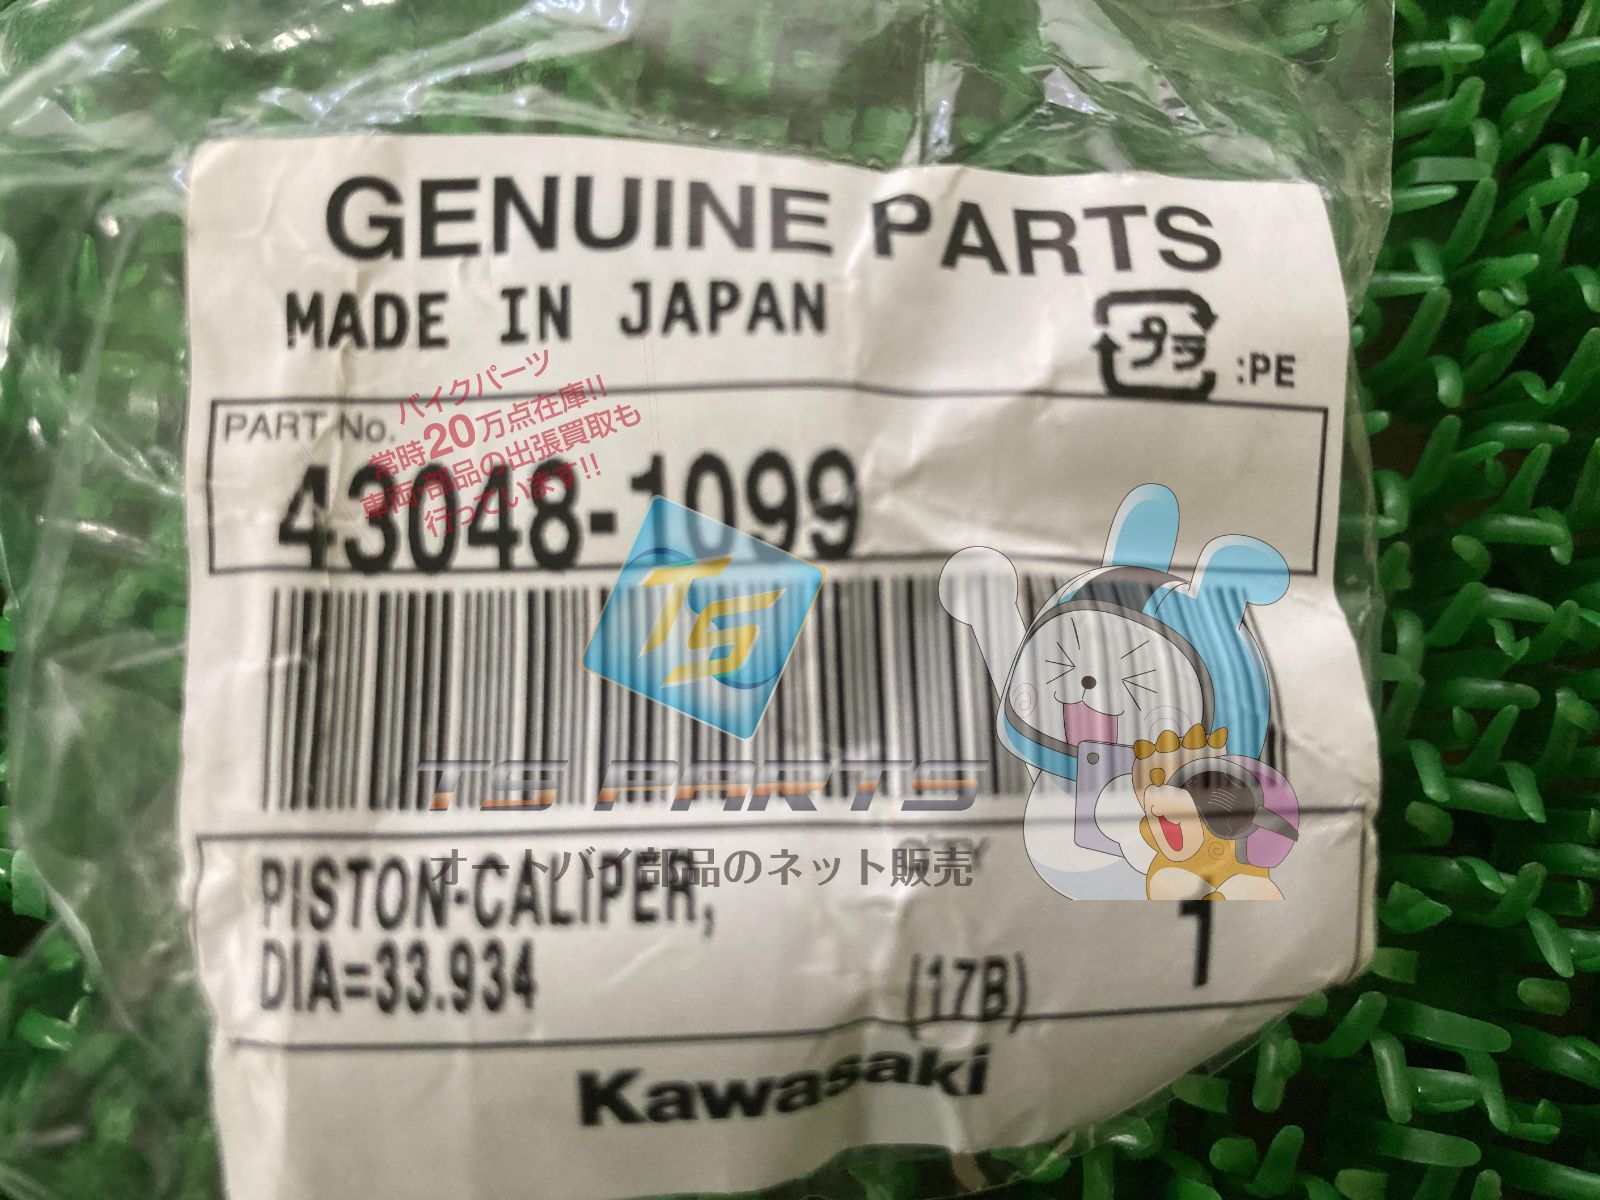 GENUINE PARTS
MADE IN JAPAN
プラ :PE
PART No.
43048-1099
バイクパーツ
常時20万点在庫!!
車両・部品の出張買取も
行っています!!
TS
TS PARTS
オートバイ部品のネット販売
PISTON-CALIPER,
DIA=33.934
(17B)
1
Kawasaki